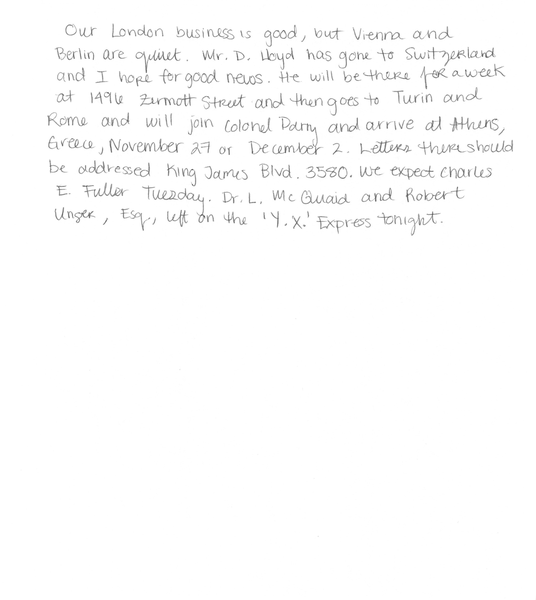 Our London business is good, but Vienna and
Berlin are quiet. Mr. D. Lloyd has gone to Switzerland
and I hope for good news. He will be there for a week
at 1496 Zermott Street and then goes to Turin and
Rome and will join Colonel Parry and arrive at Athens,
Greece, November 27 or December 2. Letters there should
be addressed King James Blvd. 3580. We expect Charles
E. Fuller Tuesday. Dr. L. McQuaid and Robert
Unger, Esq., left on the 'Y.X.' Express tonight.